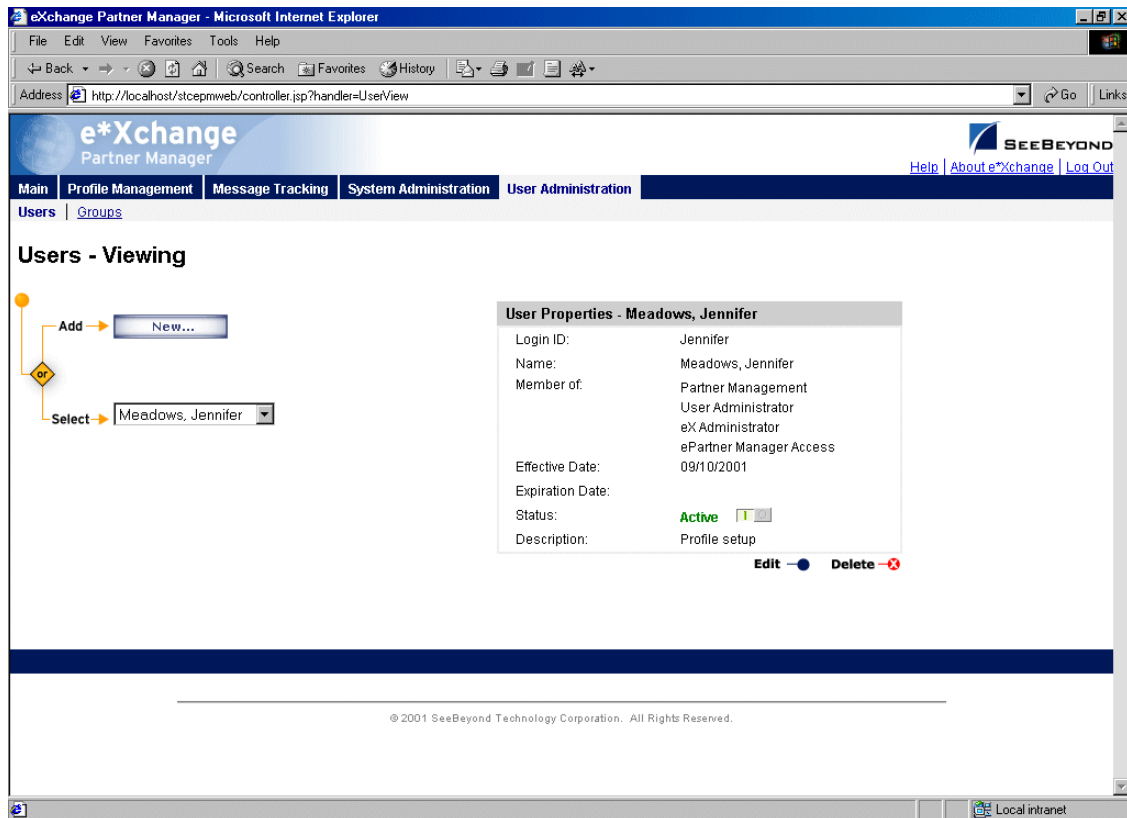 eXchange Partner Manager - Microsoft Internet Explorer
File Edit View Favorites Tools Help
Back Search Favorites History
Address http://localhost/stcepmweb/controller.jsp?handler=UserView Go Links
e*Xchange
Partner Manager
SEEBEYOND
Help | About e*Xchange | Log Out
Main Profile Management Message Tracking System Administration User Administration
Users | Groups
Users - Viewing
Add New...
or
Select Meadows, Jennifer
User Properties - Meadows, Jennifer
Login ID: Jennifer
Name: Meadows, Jennifer
Member of: Partner Management
User Administrator
eX Administrator
ePartner Manager Access
Effective Date: 09/10/2001
Expiration Date:
Status: Active
Description: Profile setup
Edit Delete
© 2001 SeeBeyond Technology Corporation. All Rights Reserved.
Local intranet